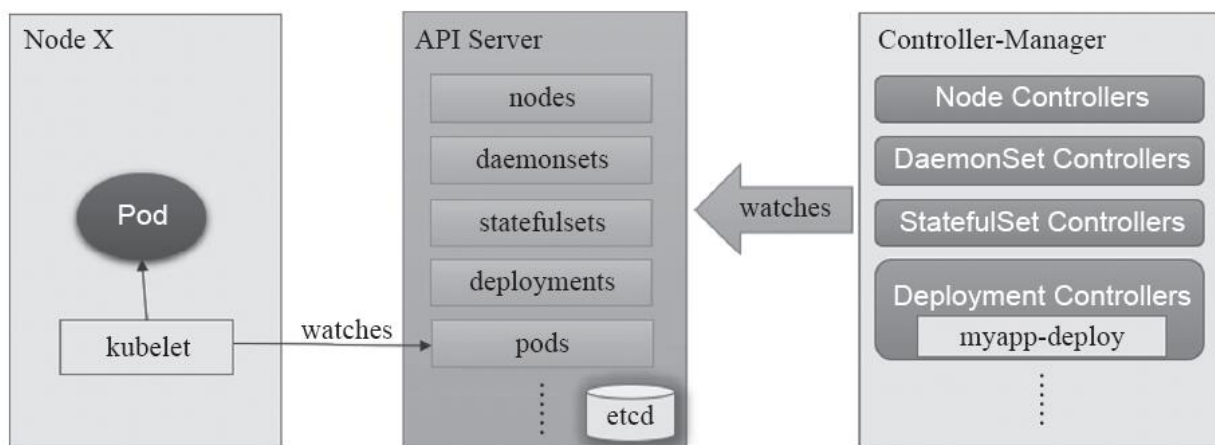 Node X
Pod
kubelet
watches
API Server
nodes
daemonsets
statefulsets
deployments
pods
etcd
watches
Controller-Manager
Node Controllers
DaemonSet Controllers
StatefulSet Controllers
Deployment Controllers
myapp-deploy